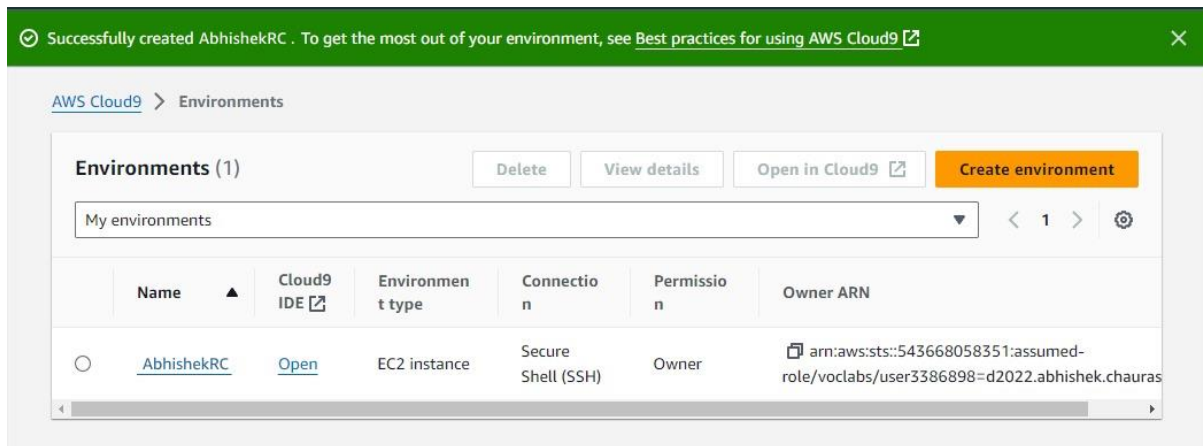 Successfully created AbhishekRC . To get the most out of your environment, see Best practices for using AWS Cloud9
AWS Cloud9 > Environments
Environments (1)
Delete
View details
Open in Cloud9
Create environment
My environments
< 1 >
Name
Cloud9
IDE
Environmen
t type
Connectio
n
Permissio
n
Owner ARN
AbhishekRC
Open
EC2 instance
Secure
Shell (SSH)
Owner
arn:aws:sts::543668058351:assumed-
role/voclabs/user3386898=d2022.abhishek.chauras